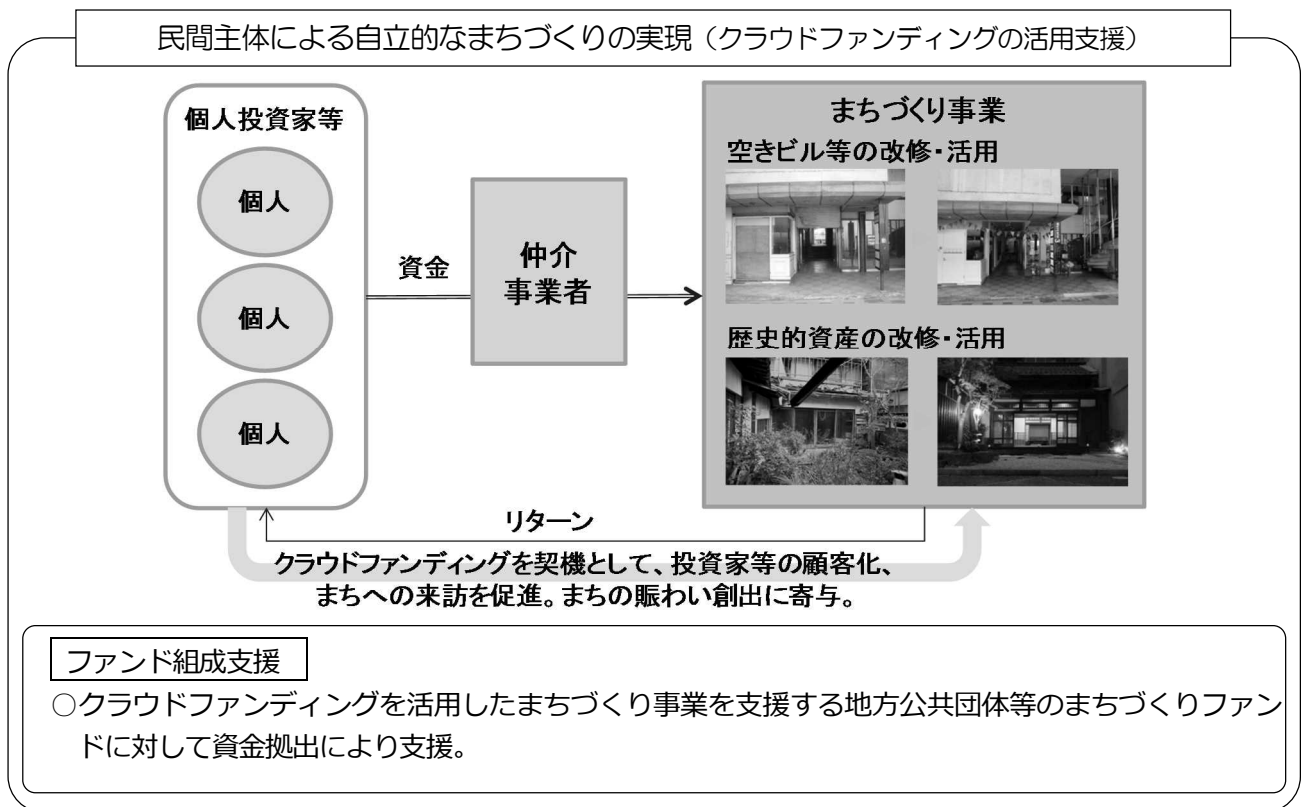 民間主体による自立的なまちづくりの実現（クラウドファンディングの活用支援）
個人投資家等
個人
個人
個人
資金
仲介
事業者
まちづくり事業
空きビル等の改修・活用
歴史的資産の改修・活用
リターン
クラウドファンディングを契機として、投資家等の顧客化、
まちへの来訪を促進。まちの賑わい創出に寄与。
ファンド組成支援
○クラウドファンディングを活用したまちづくり事業を支援する地方公共団体等のまちづくりファン
ドに対して資金拠出により支援。